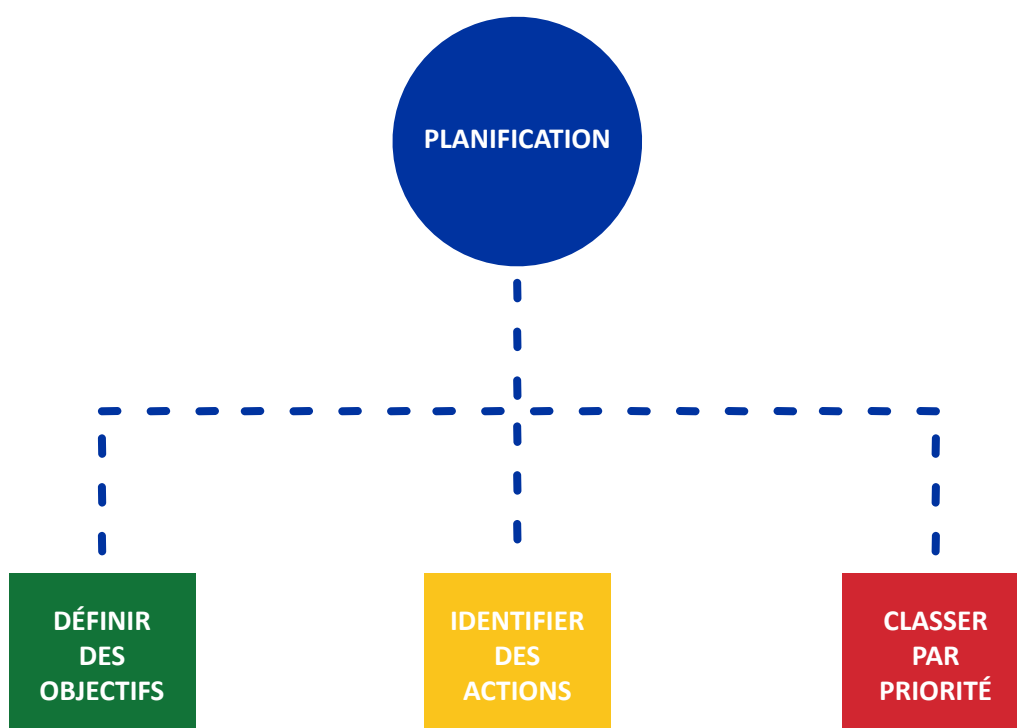 PLANIFICATION
DÉFINIR
DES
OBJECTIFS
IDENTIFIER
DES
ACTIONS
CLASSER
PAR
PRIORITÉ